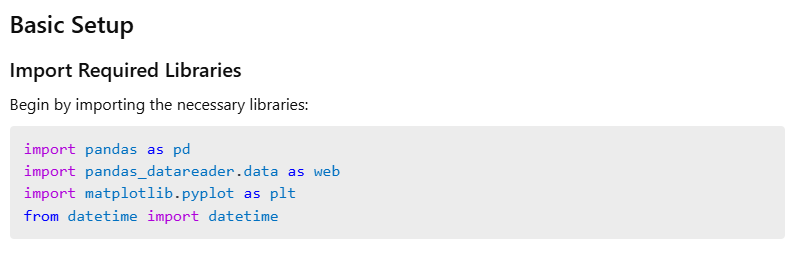 Basic Setup
Import Required Libraries
Begin by importing the necessary libraries:
import pandas as pd
import pandas_datareader.data as web
import matplotlib.pyplot as plt
from datetime import datetime